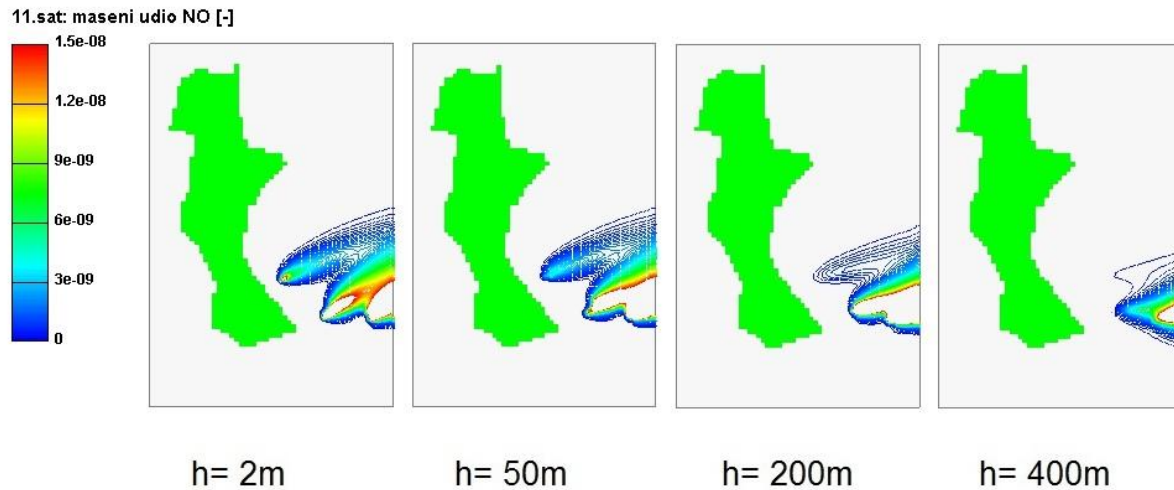 11.sat: maseni udio NO [-]
1.5e-08
1.2e-08
9e-09
6e-09
3e-09
0
h= 2m
h= 50m
h= 200m
h= 400m